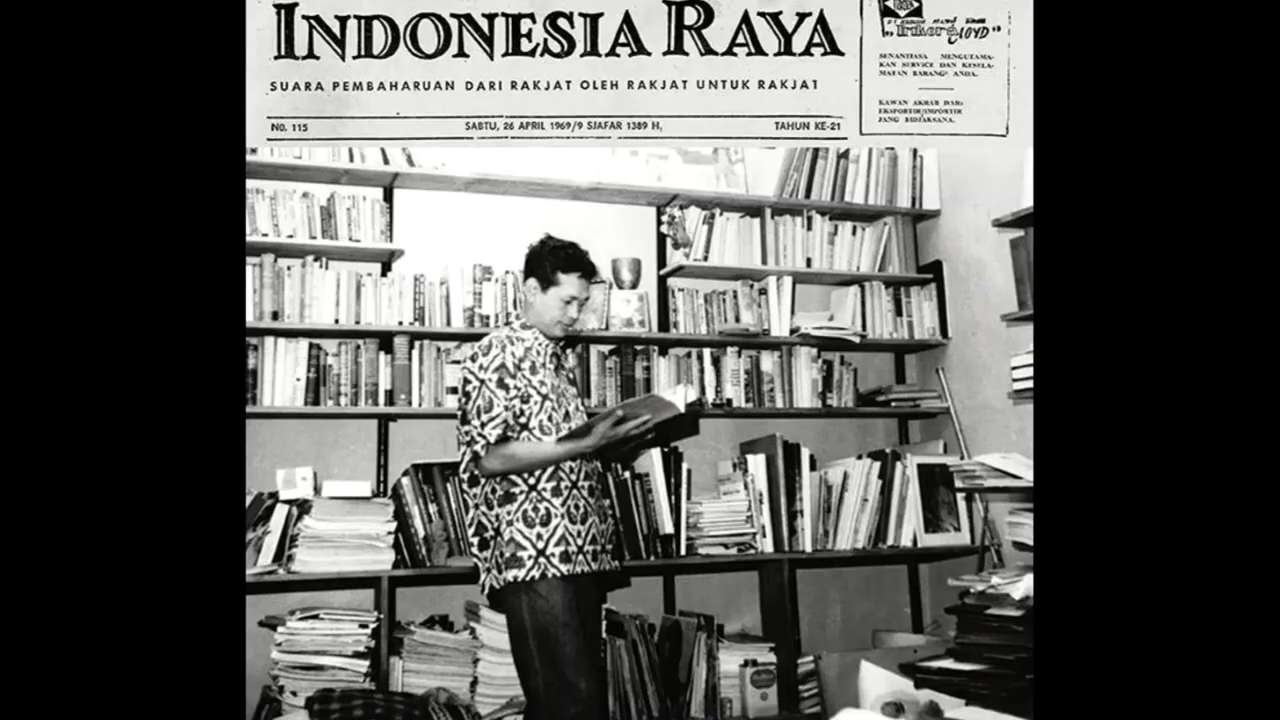 INDONESIA RAYA
SUARA PEMBAHARUAN DARI RAKJAT OLEH RAKJAT UNTUK RAKJAT
NO. 115
SABTU, 26 APRIL 1969/9 SJAFAR 1389 H,
TAHUN KE-21
SENANTIASA MENGUTAMA-
KAN SERVICE DAN KESELA-
MATAN BARANG² ANDA.
KAWAN AKRAB DARI
EKSPORTIR/IMPORTIR
JANG BIDJAKSANA.